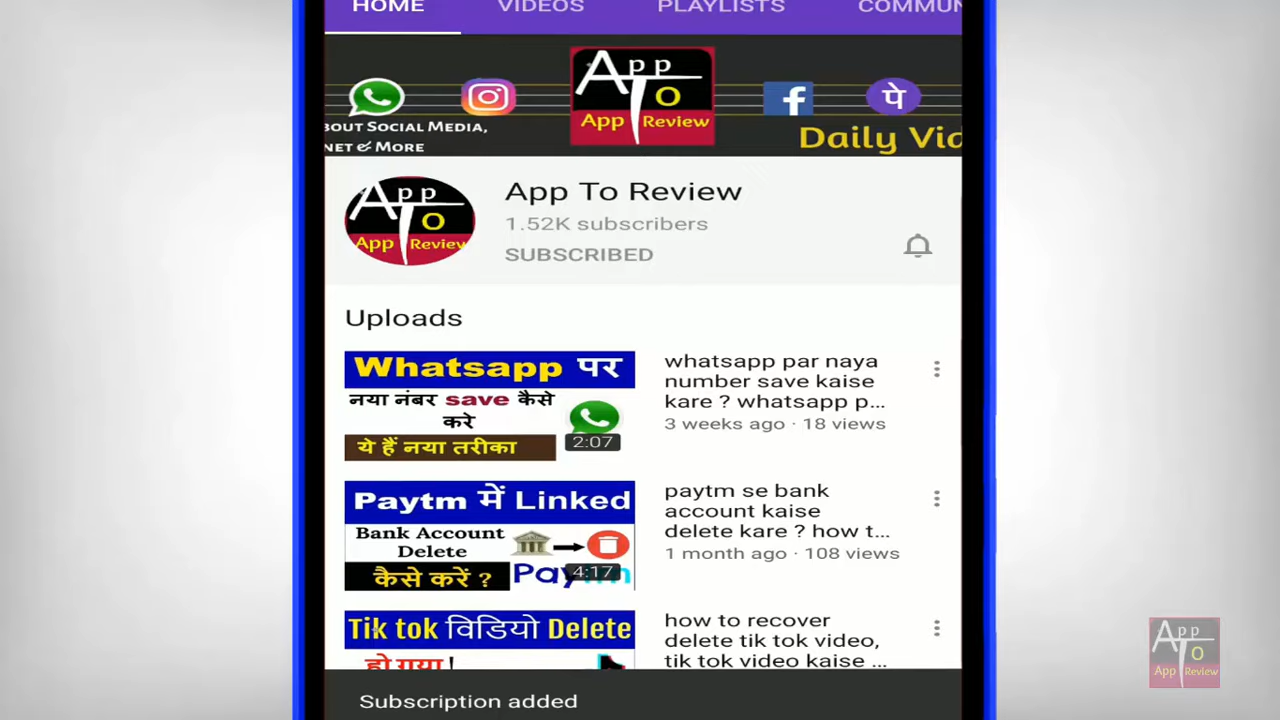 HOME VIDEOS PLAYLISTS COMMUN
App
TO
App Review
पे
BOUT SOCIAL MEDIA,
NET & MORE
Daily Vid
App
TO
App Review
App To Review
1.52K subscribers
SUBSCRIBED
Uploads
Whatsapp पर
नया नंबर save कैसे
करे
ये हैं नया तरीका
2:07
whatsapp par naya
number save kaise
kare ? whatsapp p...
3 weeks ago · 18 views
Paytm में Linked
Bank Account
Delete
कैसे करें ?
Paytm
4:17
paytm se bank
account kaise
delete kare ? how t...
1 month ago · 108 views
Tik tok विडियो Delete
हो गया!
how to recover
delete tik tok video,
tik tok video kaise ...
Subscription added
App
TO
App Review